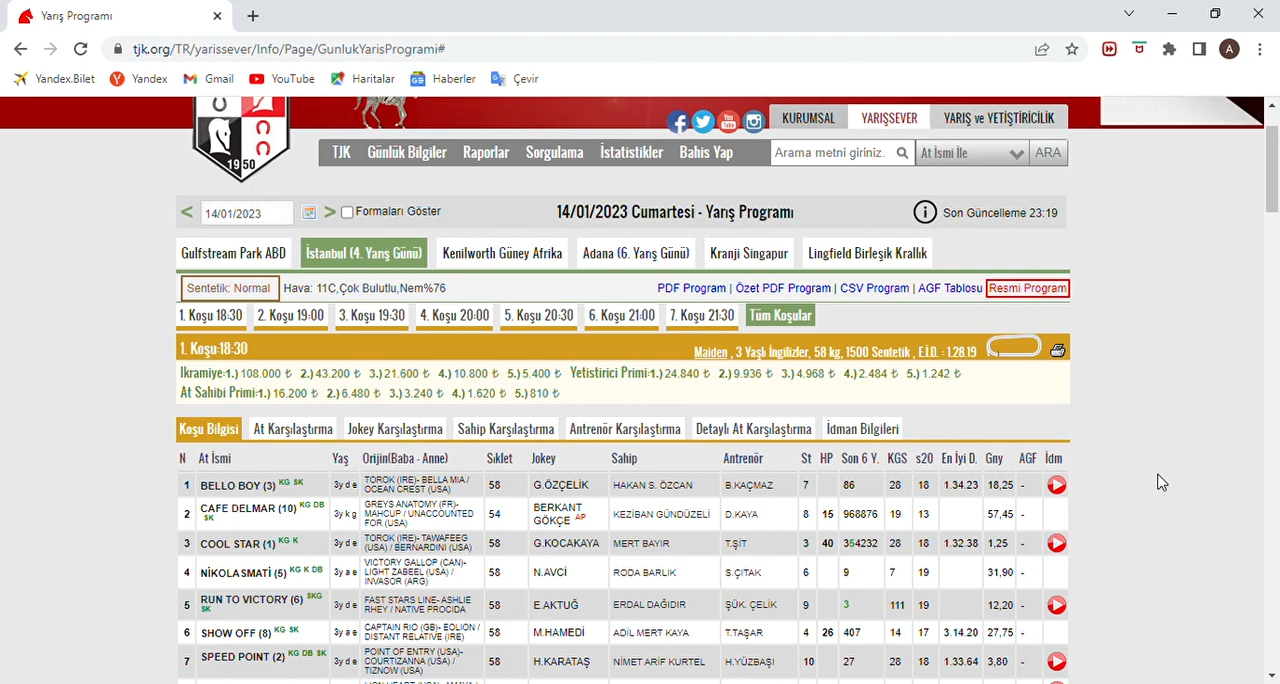 Yarış Programı
tjk.org/TR/yarissever/Info/Page/GunlukYarisProgrami#
A
Yandex.Bilet Yandex Gmail YouTube Haritalar Haberler Çevir
C C C
1950
KURUMSAL YARIŞSEVER YARIŞ ve YETİŞTİRİCİLİK
TJK Günlük Bilgiler Raporlar Sorgulama İstatistikler Bahis Yap Arama metni giriniz. At İsmi İle ARA
< 14/01/2023 > Formaları Göster 14/01/2023 Cumartesi - Yarış Programı i Son Güncelleme 23:19
Gulfstream Park ABD İstanbul (4. Yarış Günü) Kenilworth Güney Afrika Adana (6. Yarış Günü) Kranji Singapur Lingfield Birleşik Krallık
Sentetik: Normal Hava: 11C,Çok Bulutlu,Nem%76 PDF Program | Özet PDF Program | CSV Program | AGF Tablosu Resmi Program
1. Koşu 18:30 2. Koşu 19:00 3. Koşu 19:30 4. Koşu 20:00 5. Koşu 20:30 6. Koşu 21:00 7. Koşu 21:30 Tüm Koşular
1. Koşu:18:30 Maiden , 3 Yaşlı İngilizler, 58 kg, 1500 Sentetik , E.İ.D. : 1.28.19
Ikramiye:1.) 108.000 ₺ 2.) 43.200 ₺ 3.) 21.600 ₺ 4.) 10.800 ₺ 5.) 5.400 ₺ Yetistirici Primi:1.) 24.840 ₺ 2.) 9.936 ₺ 3.) 4.968 ₺ 4.) 2.484 ₺ 5.) 1.242 ₺
At Sahibi Primi:1.) 16.200 ₺ 2.) 6.480 ₺ 3.) 3.240 ₺ 4.) 1.620 ₺ 5.) 810 ₺
Koşu Bilgisi At Karşılaştırma Jokey Karşılaştırma Sahip Karşılaştırma Antrenör Karşılaştırma Detaylı At Karşılaştırma İdman Bilgileri
N At İsmi Yaş Orijin(Baba - Anne) Sıklet Jokey Sahip Antrenör St HP Son 6 Y. KGS s20 En İyi D. Gny AGF İdm
1 BELLO BOY (3) KG SK 3y d e TOROK (IRE)- BELLA MIA / OCEAN CREST (USA) 58 G.ÖZÇELİK HAKAN S. ÖZCAN B.KAÇMAZ 7 86 28 18 1.34.23 18,25 -
2 CAFE DELMAR (10) KG DB SK 3y k g GREYS ANATOMY (FR)- MAHCUP / UNACCOUNTED FOR (USA) 54 BERKANT GÖKÇE AP KEZİBAN GÜNDÜZELİ D.KAYA 8 15 968876 19 13 57,45 -
3 COOL STAR (1) KG K 3y d e TOROK (IRE)- TAWAFEEG (USA) / BERNARDINI (USA) 58 G.KOCAKAYA MERT BAYIR T.ŞİT 3 40 354232 28 18 1.32.38 1,25 -
4 NİKOLASMATİ (5) KG K DB 3y a e VICTORY GALLOP (CAN)- LIGHT ZABEEL (USA) / INVASOR (ARG) 58 N.AVCİ RODA BARLIK S.ÇITAK 6 9 7 19 31,90 -
5 RUN TO VICTORY (6) SKG SK 3y d e FAST STARS LINE- ASHLIE RHEY / NATIVE PROCIDA 58 E.AKTUĞ ERDAL DAĞIDIR ŞÜK. ÇELİK 9 3 111 19 12,20 -
6 SHOW OFF (8) KG SK 3y a e CAPTAIN RIO (GB)- EOLION / DISTANT RELATIVE (IRE) 58 M.HAMEDİ ADİL MERT KAYA T.TAŞAR 4 26 407 14 17 3.14.20 27,75 -
7 SPEED POINT (2) KG DB SK 3y d e POINT OF ENTRY (USA)- COURTIZANNA (USA) / TIZNOW (USA) 58 H.KARATAŞ NİMET ARİF KURTEL H.YÜZBAŞI 10 27 28 18 1.33.64 3,80 -